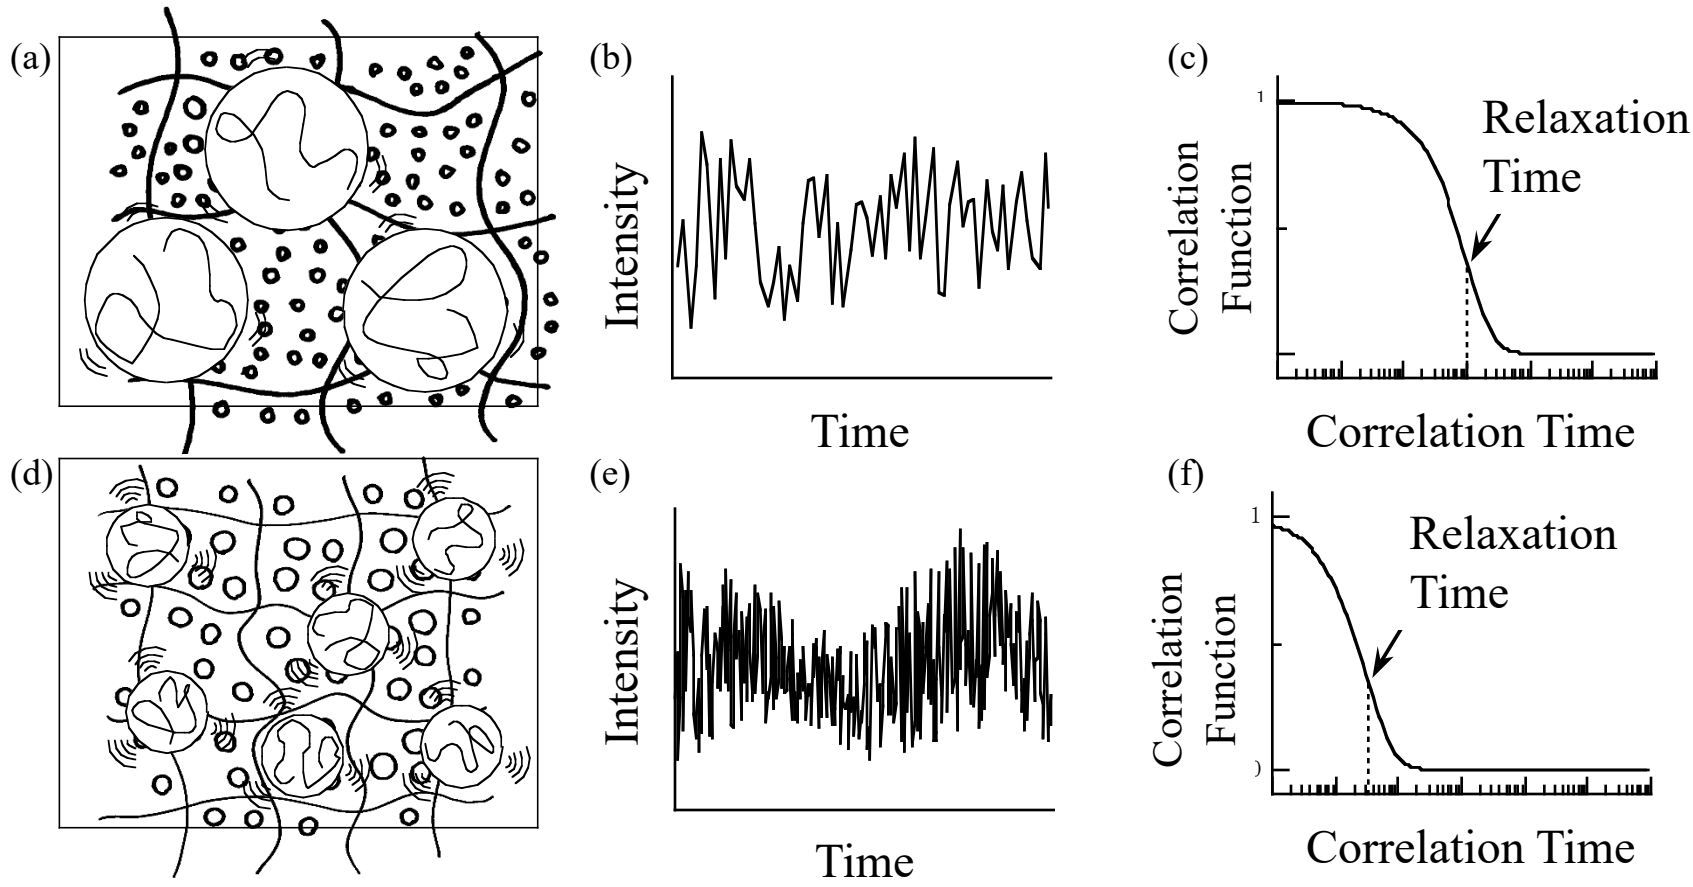 (a)
(b)
Intensity
Time
(c)
1
Correlation
Function
Relaxation
Time
Correlation Time
(d)
(e)
Intensity
Time
(f)
1
Correlation
Function
Relaxation
Time
Correlation Time